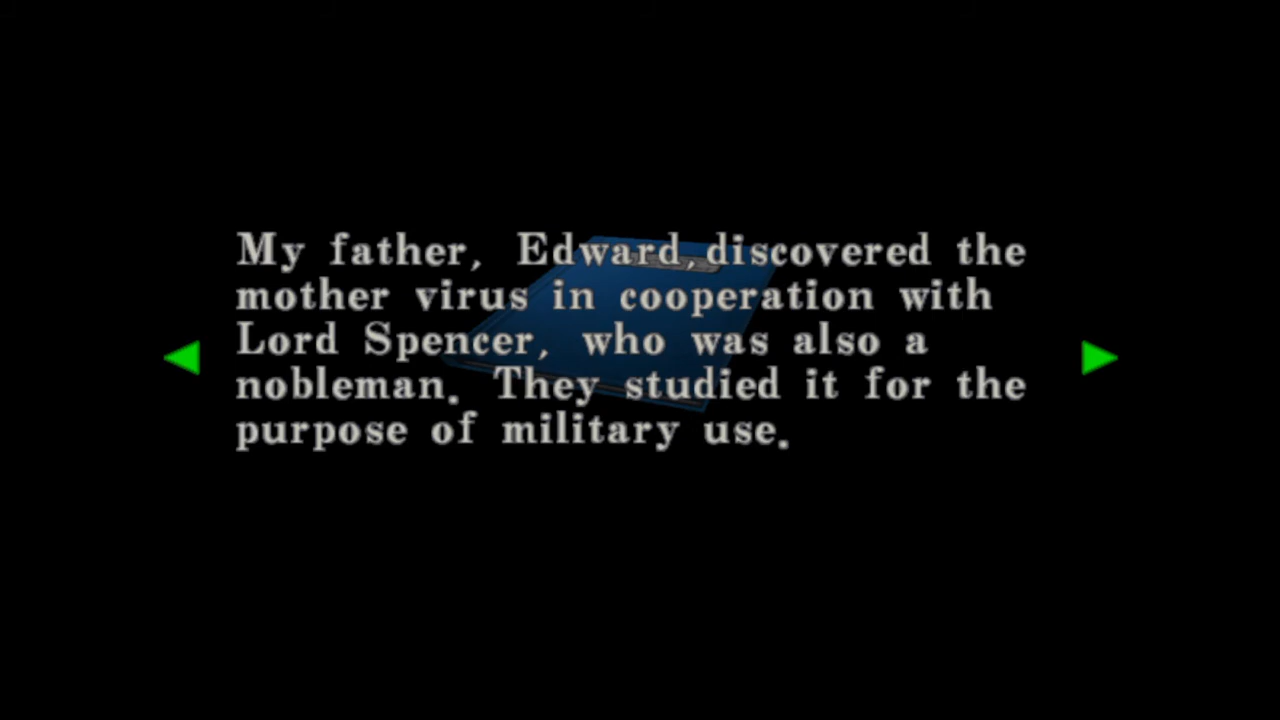 My father, Edward,discovered the
mother virus in cooperation with
Lord Spencer, who was also a
nobleman. They studied it for the
purpose of military use.